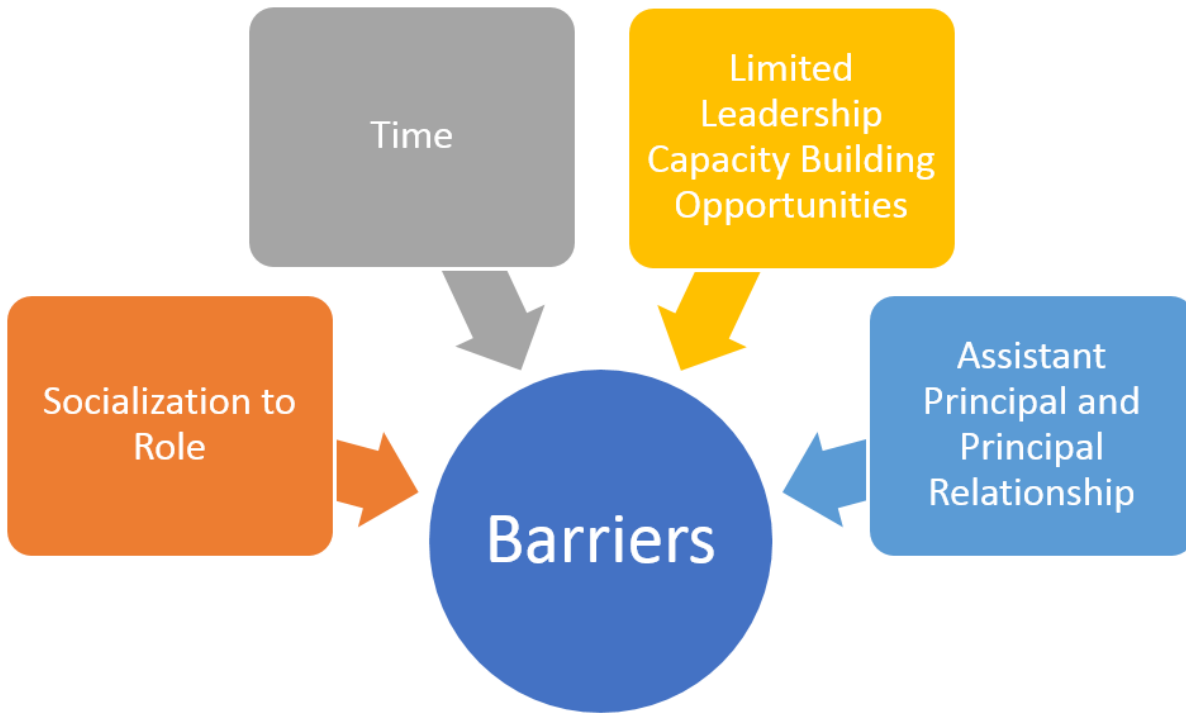 Time
Limited
Leadership
Capacity Building
Opportunities
Socialization to
Role
Assistant
Principal and
Principal
Relationship
Barriers